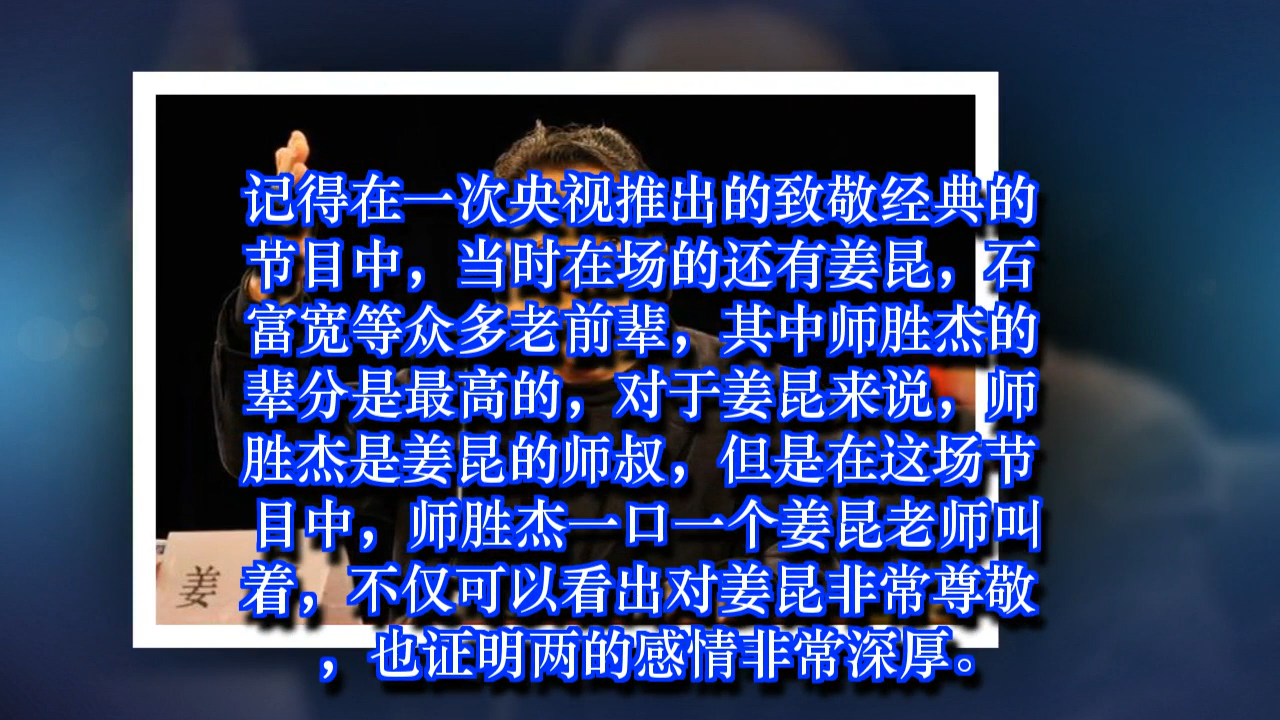 记得在一次央视推出的致敬经典的
节目中，当时在场的还有姜昆，石
富宽等众多老前辈，其中师胜杰的
辈分是最高的，对于姜昆来说，师
胜杰是姜昆的师叔，但是在这场节
目中，师胜杰一口一个姜昆老师叫
着，不仅可以看出对姜昆非常尊敬
，也证明两的感情非常深厚。
姜